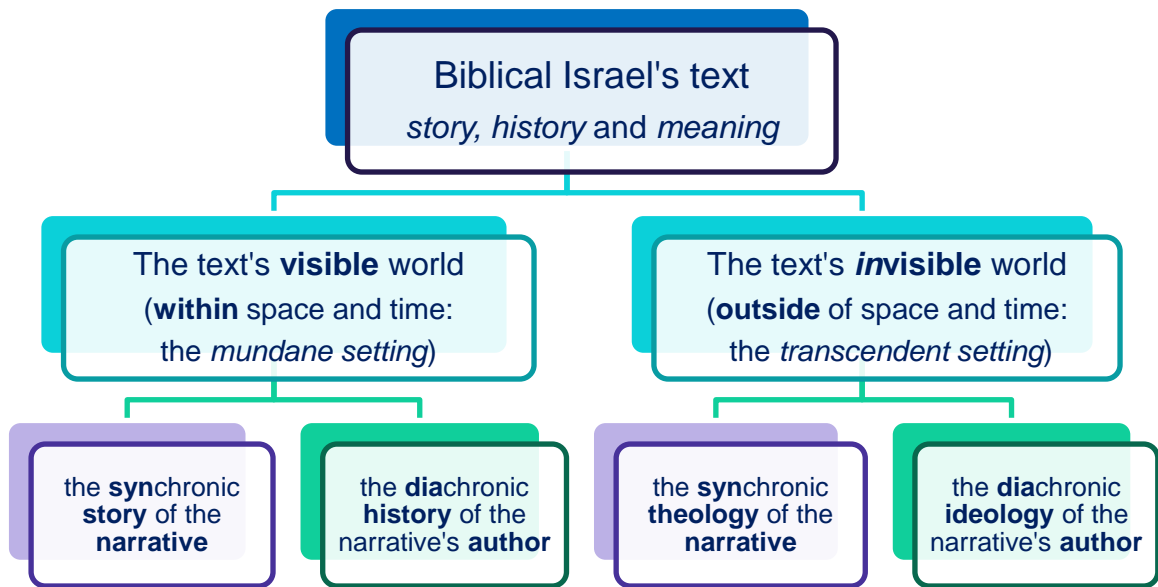 Biblical Israel's text
story, history and meaning
The text's visible world
(within space and time:
the mundane setting)
The text's invisible world
(outside of space and time:
the transcendent setting)
the synchronic
story of the
narrative
the diachronic
history of the
narrative's author
the synchronic
theology of the
narrative
the diachronic
ideology of the
narrative's author